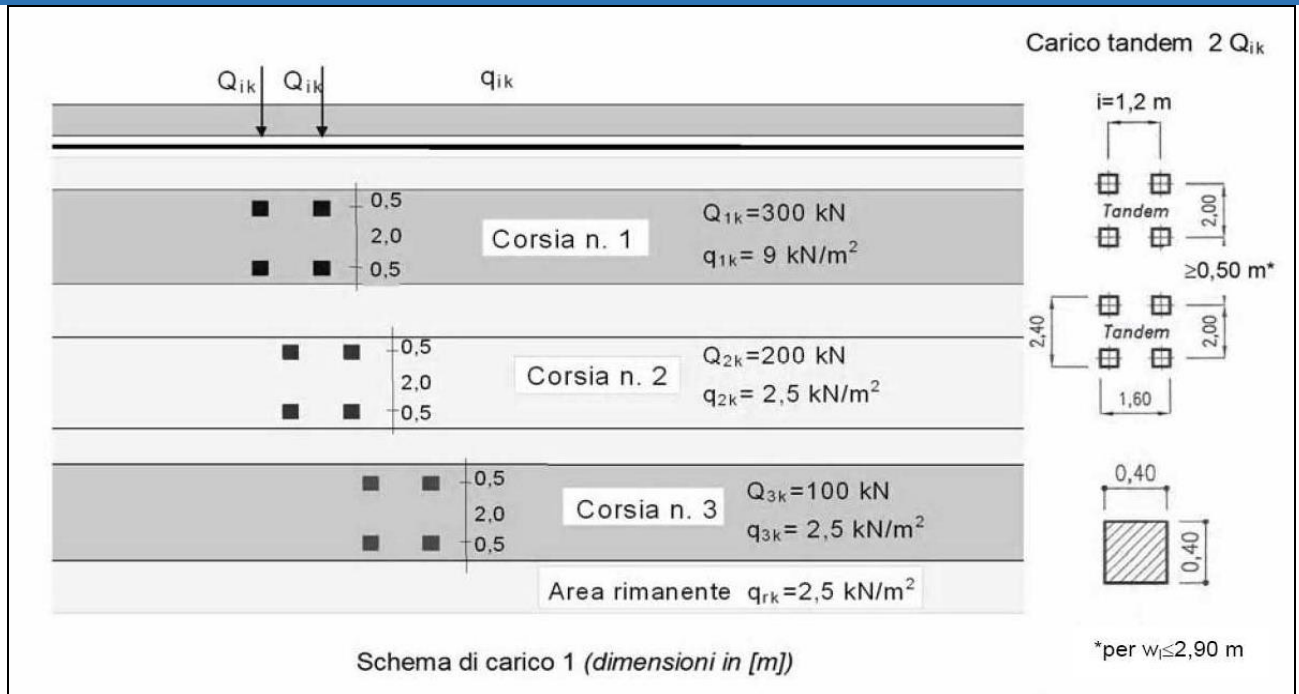 Carico tandem 2 Qik
Qik Qik qik
i=1,2 m
0,5
2,0
0,5
Corsia n. 1
Q1k=300 kN
q1k= 9 kN/m²
Tandem
2,00
≥0,50 m*
0,5
2,0
0,5
Corsia n. 2
Q2k=200 kN
q2k= 2,5 kN/m²
2,40
Tandem
2,00
1,60
0,5
2,0
0,5
Corsia n. 3
Q3k=100 kN
q3k= 2,5 kN/m²
0,40
0,40
Area rimanente qrk=2,5 kN/m²
Schema di carico 1 (dimensioni in [m])
*per wl≤2,90 m